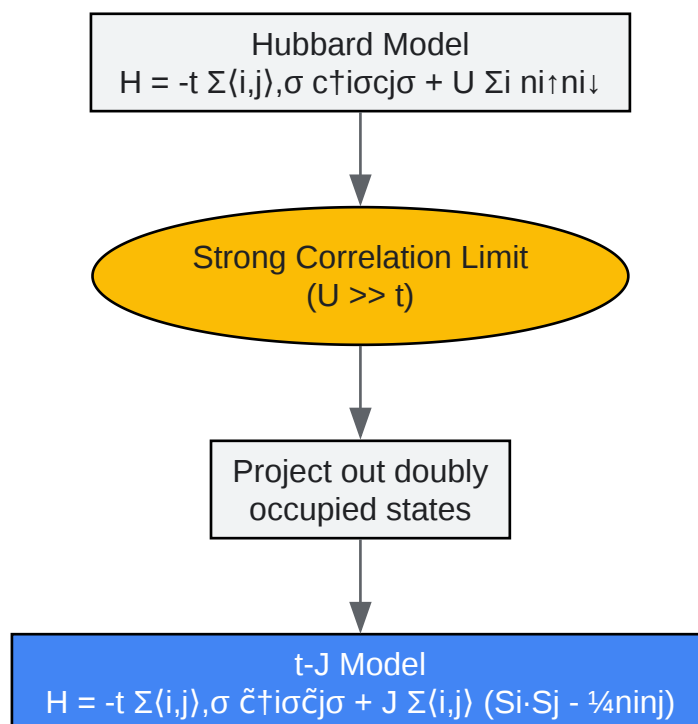 Hubbard Model
H = -t Σ⟨i,j⟩,σ c†iσcjσ + U Σi ni↑ni↓
Strong Correlation Limit
(U >> t)
Project out doubly
occupied states
t-J Model
H = -t Σ⟨i,j⟩,σ c̃†iσc̃jσ + J Σ⟨i,j⟩ (Si·Sj - ¼ninj)